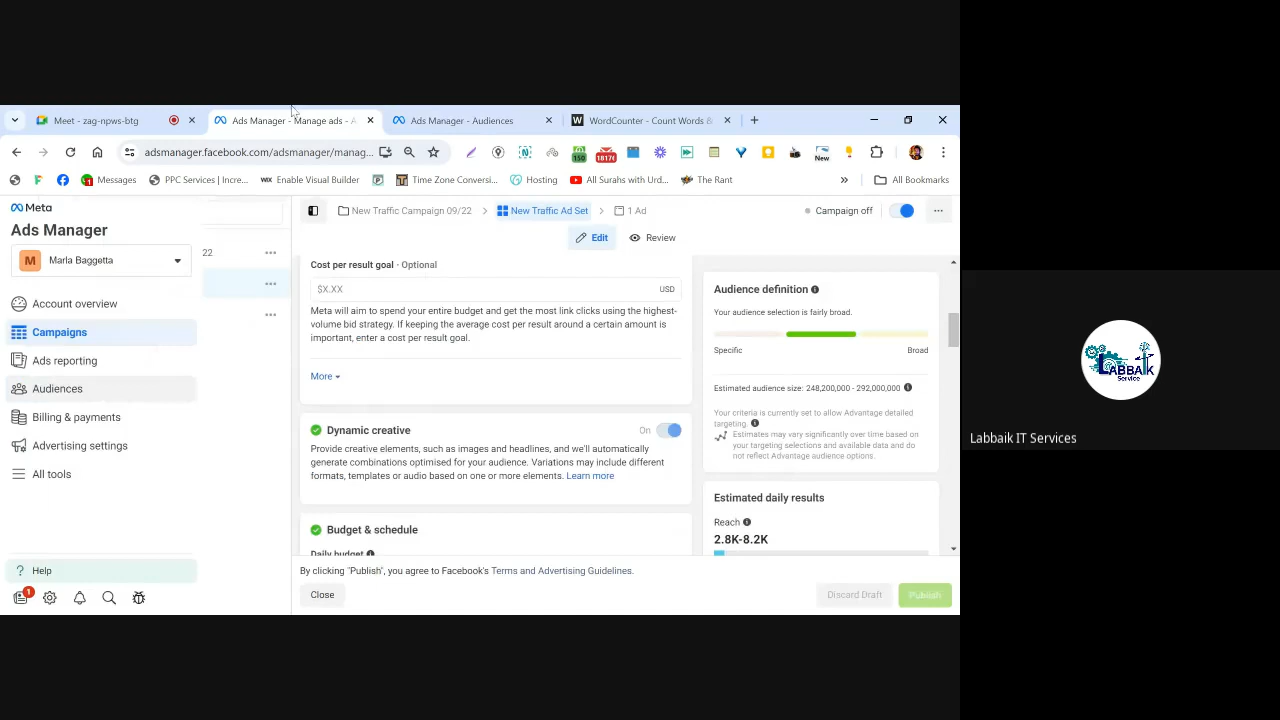 Meet - zag-npws-btg
Ads Manager - Manage ads - A
Ads Manager - Audiences
WordCounter - Count Words &
adsmanager.facebook.com/adsmanager/manag...
150
New
Messages
PPC Services | Incre...
WIX Enable Visual Builder
Time Zone Conversi...
Hosting
All Surahs with Urd...
The Rant
All Bookmarks
Meta
Ads Manager
M Marla Baggetta
Account overview
Campaigns
Ads reporting
Audiences
Billing & payments
Advertising settings
All tools
Help
1
22
New Traffic Campaign 09/22
New Traffic Ad Set
1 Ad
Campaign off
Edit
Review
Cost per result goal · Optional
$X.XX
USD
Meta will aim to spend your entire budget and get the most link clicks using the highest-
volume bid strategy. If keeping the average cost per result around a certain amount is
important, enter a cost per result goal.
More
Dynamic creative
On
Provide creative elements, such as images and headlines, and we'll automatically
generate combinations optimised for your audience. Variations may include different
formats, templates or audio based on one or more elements. Learn more
Budget & schedule
Daily budget
Audience definition
Your audience selection is fairly broad.
Specific
Broad
Estimated audience size: 248,200,000 - 292,000,000
Your criteria is currently set to allow Advantage detailed
targeting.
Estimates may vary significantly over time based on
your targeting selections and available data and do
not reflect Advantage audience options.
Estimated daily results
Reach
2.8K-8.2K
By clicking "Publish", you agree to Facebook's Terms and Advertising Guidelines.
Close
Discard Draft
Publish
LABBAIK
Service
Labbaik IT Services